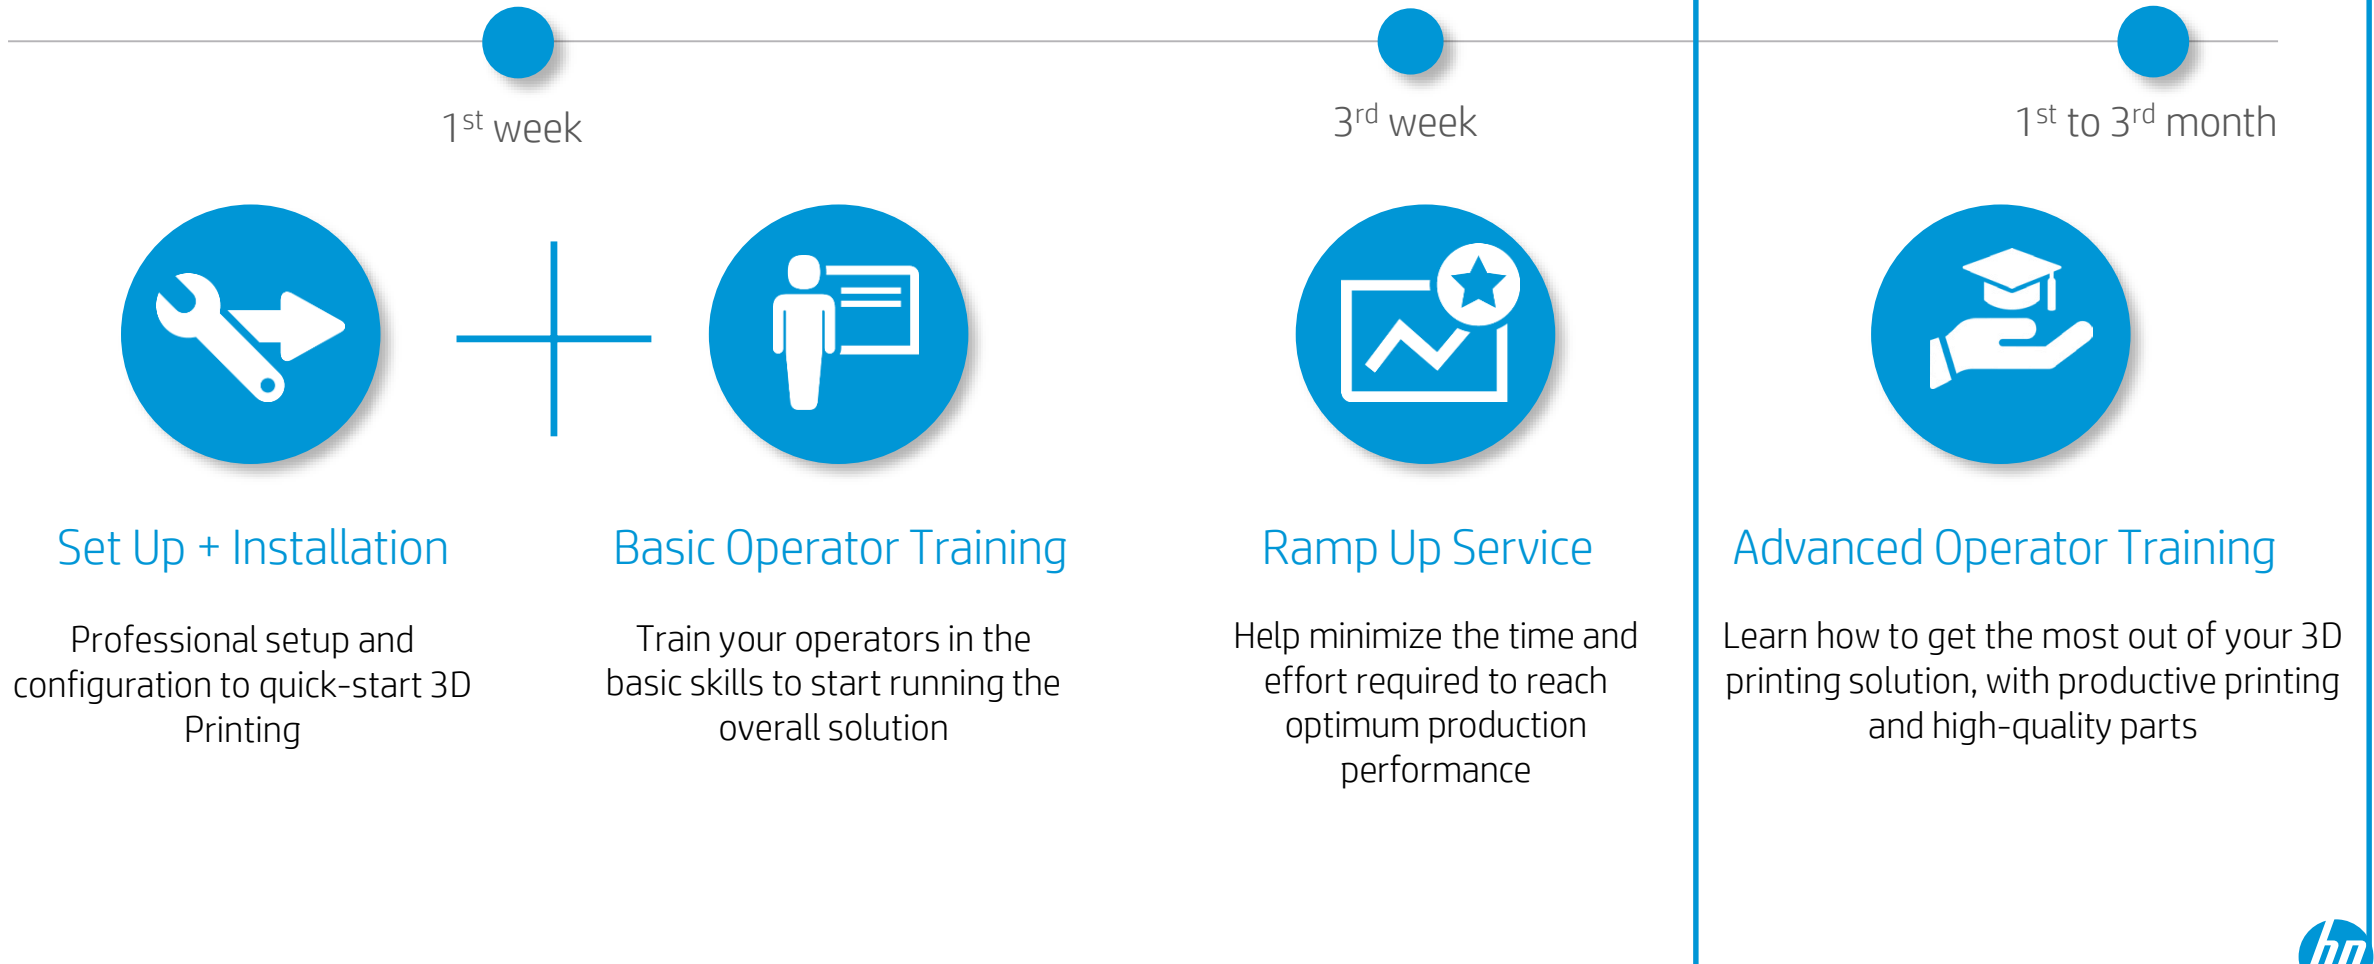 1st week
3rd week
1st to 3rd month
Set Up + Installation
Professional setup and
configuration to quick-start 3D
Printing
Basic Operator Training
Train your operators in the
basic skills to start running the
overall solution
Ramp Up Service
Help minimize the time and
effort required to reach
optimum production
performance
Advanced Operator Training
Learn how to get the most out of your 3D
printing solution, with productive printing
and high-quality parts
hp